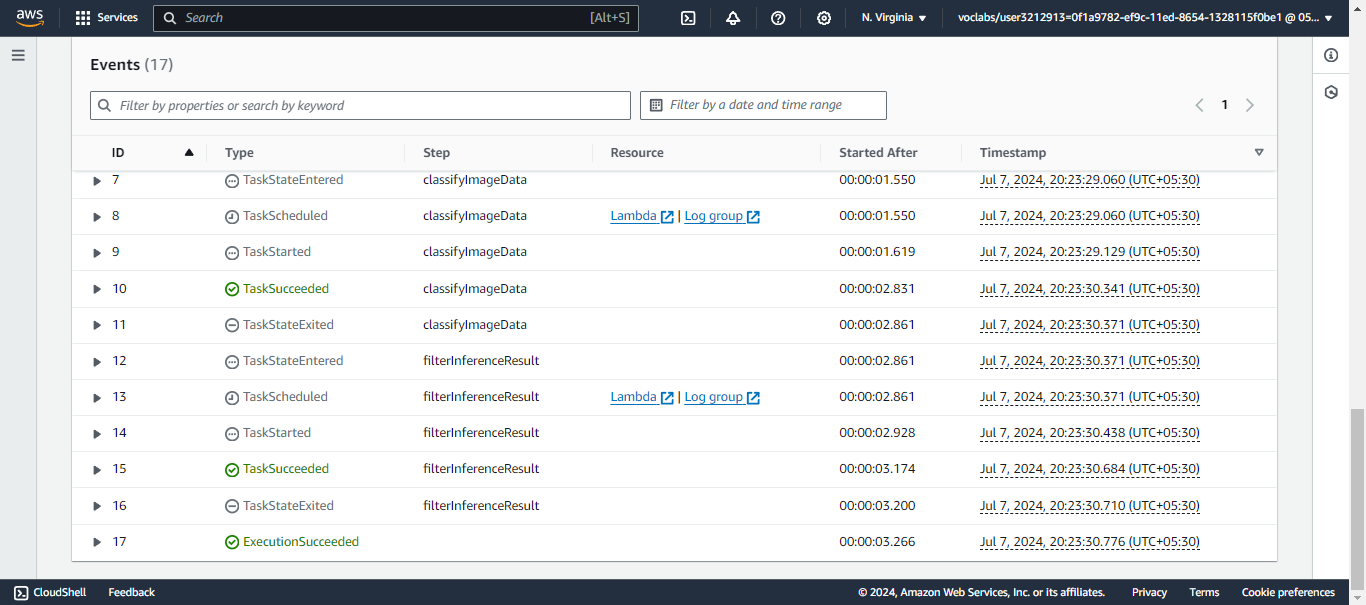 aws Services Search [Alt+S] N. Virginia voclabs/user3212913=0f1a9782-ef9c-11ed-8654-1328115f0be1 @ 05...
Events (17)
Filter by properties or search by keyword Filter by a date and time range 1
ID Type Step Resource Started After Timestamp
7 TaskStateEntered classifyImageData 00:00:01.550 Jul 7, 2024, 20:23:29.060 (UTC+05:30)
8 TaskScheduled classifyImageData Lambda | Log group 00:00:01.550 Jul 7, 2024, 20:23:29.060 (UTC+05:30)
9 TaskStarted classifyImageData 00:00:01.619 Jul 7, 2024, 20:23:29.129 (UTC+05:30)
10 TaskSucceeded classifyImageData 00:00:02.831 Jul 7, 2024, 20:23:30.341 (UTC+05:30)
11 TaskStateExited classifyImageData 00:00:02.861 Jul 7, 2024, 20:23:30.371 (UTC+05:30)
12 TaskStateEntered filterInferenceResult 00:00:02.861 Jul 7, 2024, 20:23:30.371 (UTC+05:30)
13 TaskScheduled filterInferenceResult Lambda | Log group 00:00:02.861 Jul 7, 2024, 20:23:30.371 (UTC+05:30)
14 TaskStarted filterInferenceResult 00:00:02.928 Jul 7, 2024, 20:23:30.438 (UTC+05:30)
15 TaskSucceeded filterInferenceResult 00:00:03.174 Jul 7, 2024, 20:23:30.684 (UTC+05:30)
16 TaskStateExited filterInferenceResult 00:00:03.200 Jul 7, 2024, 20:23:30.710 (UTC+05:30)
17 ExecutionSucceeded 00:00:03.266 Jul 7, 2024, 20:23:30.776 (UTC+05:30)
CloudShell Feedback © 2024, Amazon Web Services, Inc. or its affiliates. Privacy Terms Cookie preferences